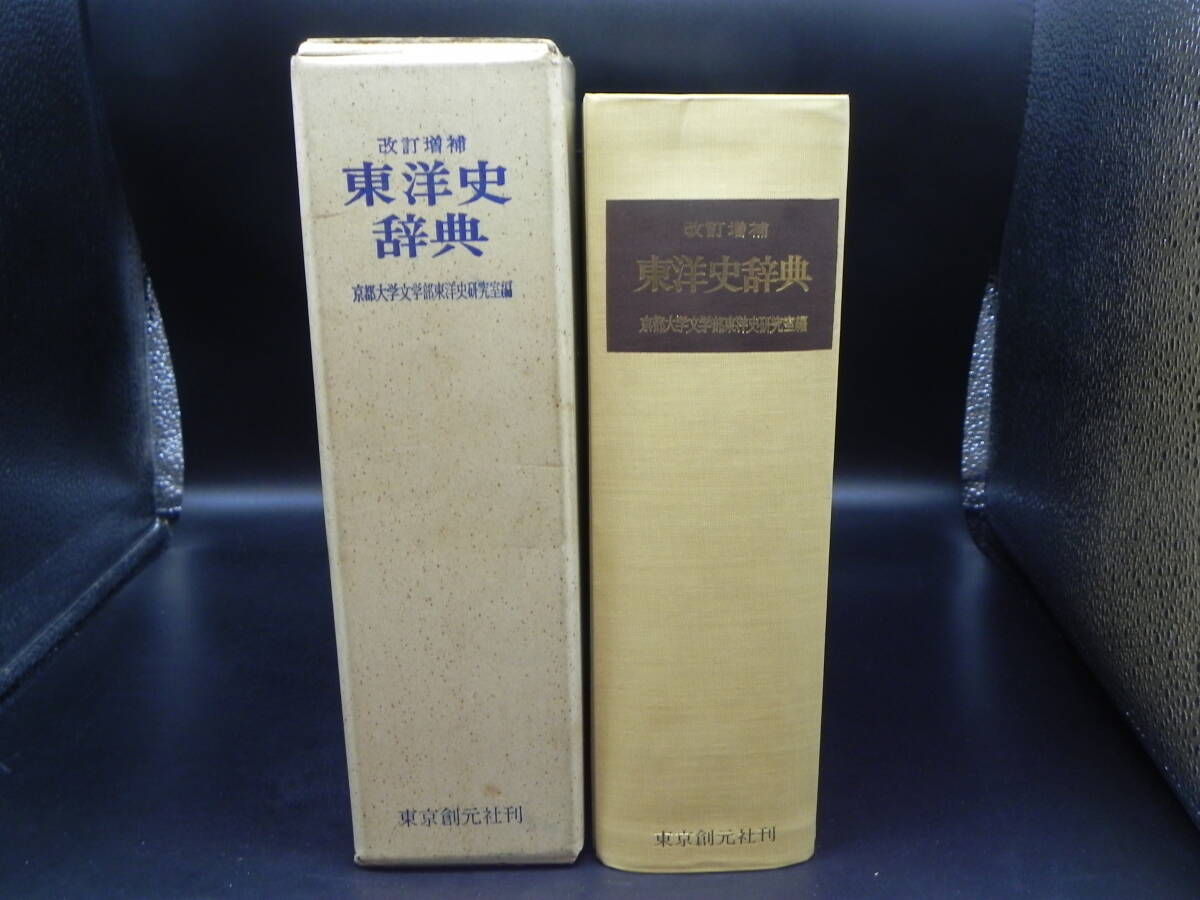 改訂増補
東洋史
辞典
京都大学文学部東洋史研究室編
東京創元社刊
改訂増補
東洋史辞典
京都大学文学部東洋史研究室編
東京創元社刊